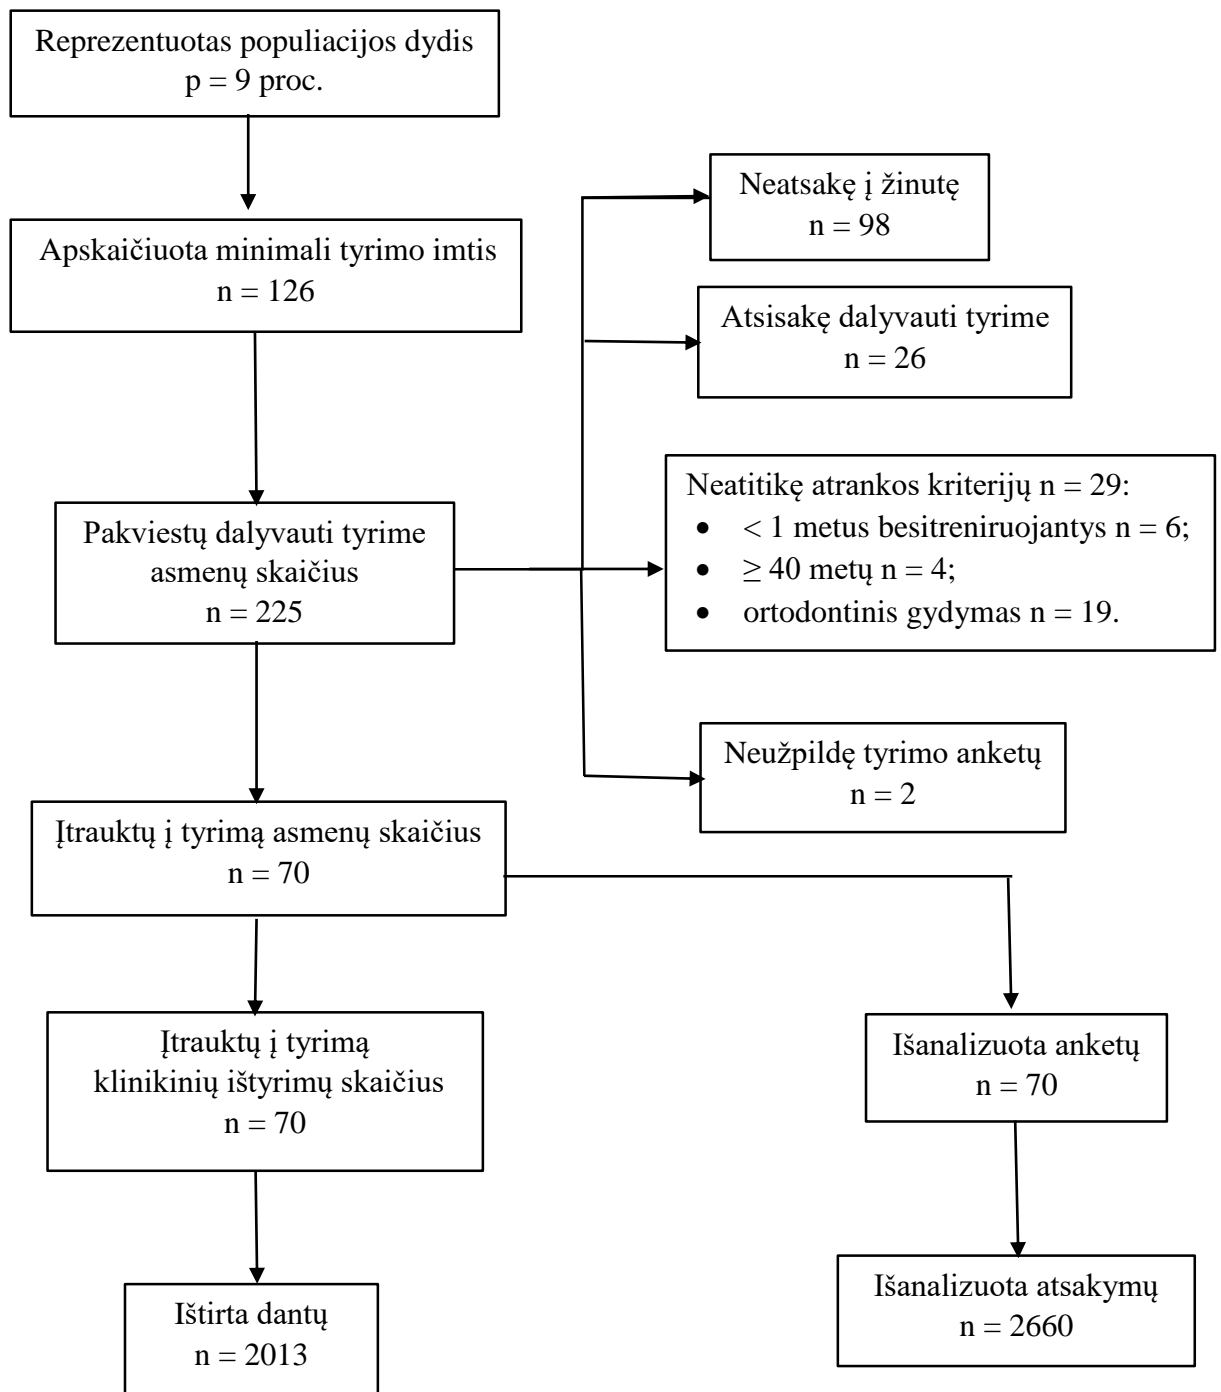 Reprezentuotas populiacijos dydis
p = 9 proc.
Apskaičiuota minimali tyrimo imtis
n = 126
Pakviestų dalyvauti tyrime
asmenų skaičius
n = 225
Neatsakę į žinutę
n = 98
Atsisakę dalyvauti tyrime
n = 26
Neatitikę atrankos kriterijų n = 29:
• < 1 metus besitreniruojantys n = 6;
• ≥ 40 metų n = 4;
• ortodontinis gydymas n = 19.
Neužpildę tyrimo anketų
n = 2
Įtrauktų į tyrimą asmenų skaičius
n = 70
Įtrauktų į tyrimą
klinikinių ištyrimų skaičius
n = 70
Išanalizuota anketų
n = 70
Ištirta dantų
n = 2013
Išanalizuota atsakymų
n = 2660